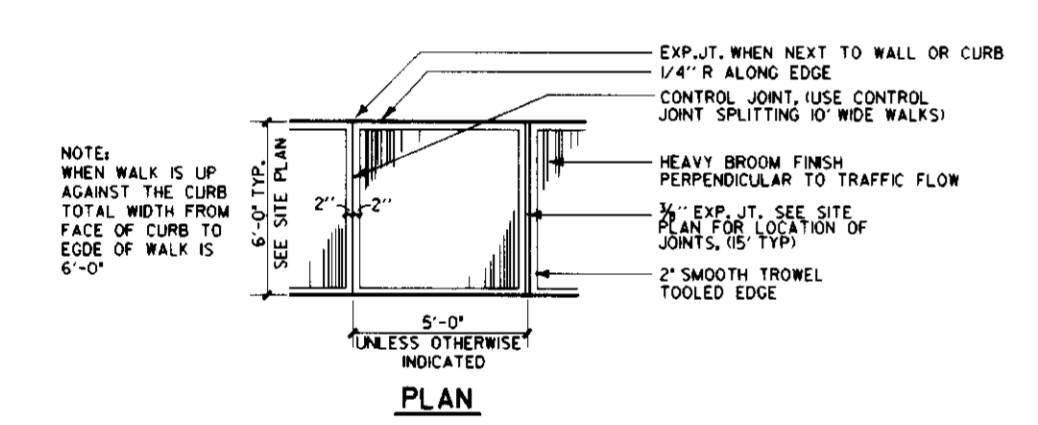 EXP.JT. WHEN NEXT TO WALL OR CURB
1/4" R ALONG EDGE
CONTROL JOINT, (USE CONTROL
JOINT SPLITTING 10' WIDE WALKS)
HEAVY BROOM FINISH
PERPENDICULAR TO TRAFFIC FLOW
EXP. JT. SEE SITE
PLAN FOR LOCATION OF
JOINTS, (15' TYP)
2" SMOOTH TROWEL
TOOLED EDGE
NOTE:
WHEN WALK IS UP
AGAINST THE CURB
TOTAL WIDTH FROM
FACE OF CURB TO
EGDE OF WALK IS
6'-0"
6'-0" TYP.
SEE SITE PLAN
2" 2"
5'-0"
UNLESS OTHERWISE
INDICATED
PLAN